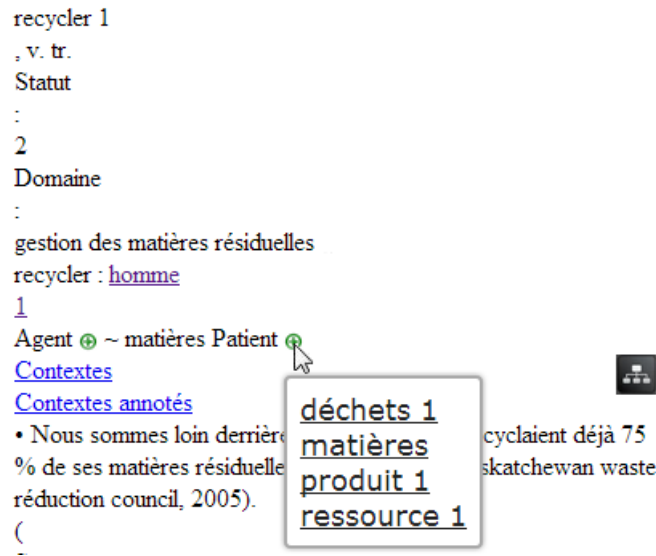 recycler 1
, v. tr.
Statut
:
2
Domaine
:
gestion des matières résiduelles
recycler : homme
1
Agent ~ matières Patient
Contextes
Contextes annotés
• Nous sommes loin derrière cyclaient déjà 75
% de ses matières résiduelle skatchewan waste
réduction council, 2005).
(
déchets 1
matières
produit 1
ressource 1